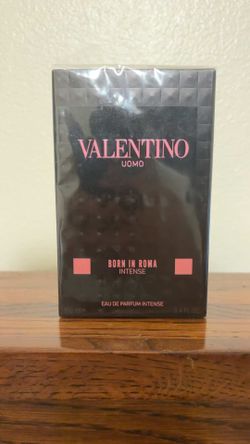 VALENTINO
UOMO
BORN IN ROMA
INTENSE
EAU DE PARFUM INTENSE